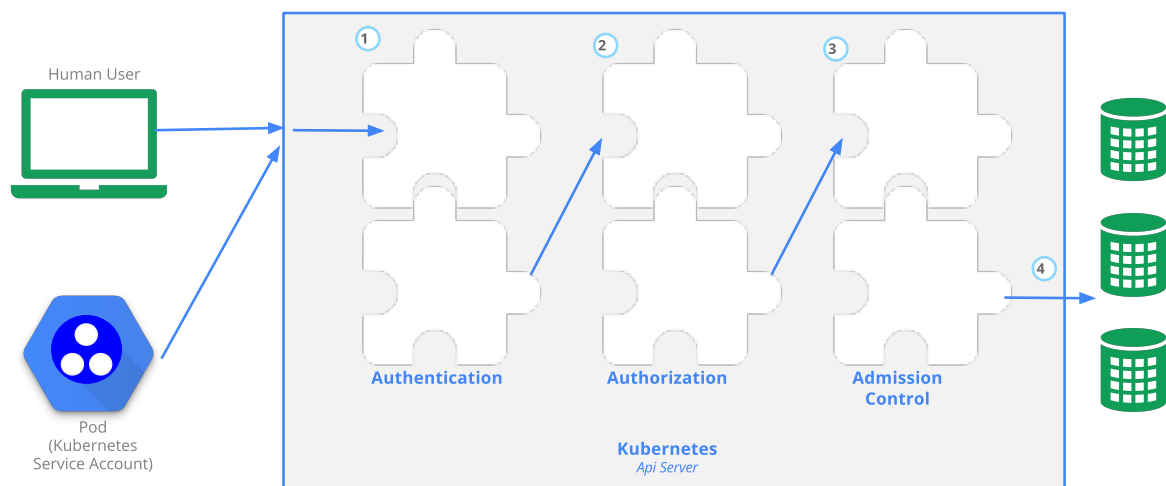 1
2
3
Human User
4
Authentication
Authorization
Admission
Control
Pod
(Kubernetes
Service Account)
Kubernetes
Api Server